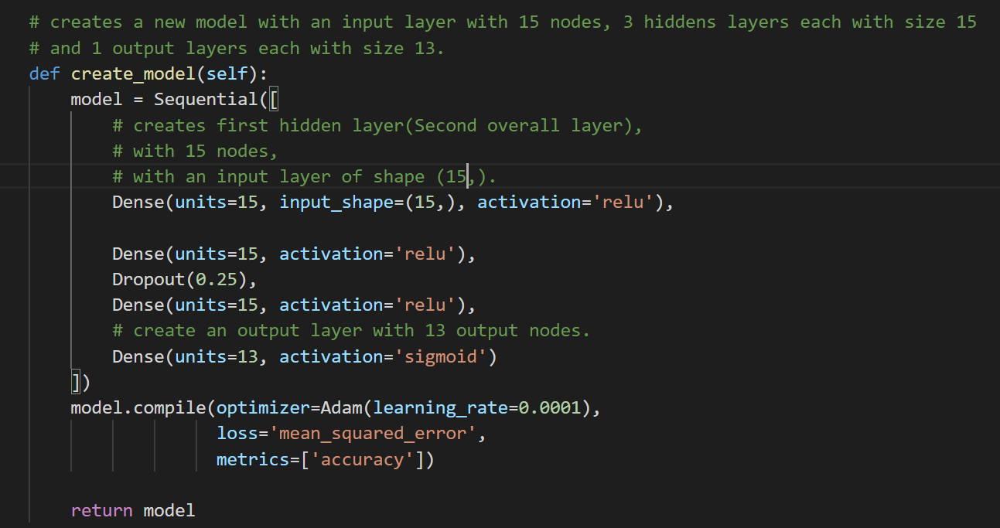 # creates a new model with an input layer with 15 nodes, 3 hiddens layers each with size 15
# and 1 output layers each with size 13.
def create_model(self):
    model = Sequential([
        # creates first hidden layer(Second overall layer),
        # with 15 nodes,
        # with an input layer of shape (15,).
        Dense(units=15, input_shape=(15,), activation='relu'),

        Dense(units=15, activation='relu'),
        Dropout(0.25),
        Dense(units=15, activation='relu'),
        # create an output layer with 13 output nodes.
        Dense(units=13, activation='sigmoid')
    ])
    model.compile(optimizer=Adam(learning_rate=0.0001),
                  loss='mean_squared_error',
                  metrics=['accuracy'])

    return model